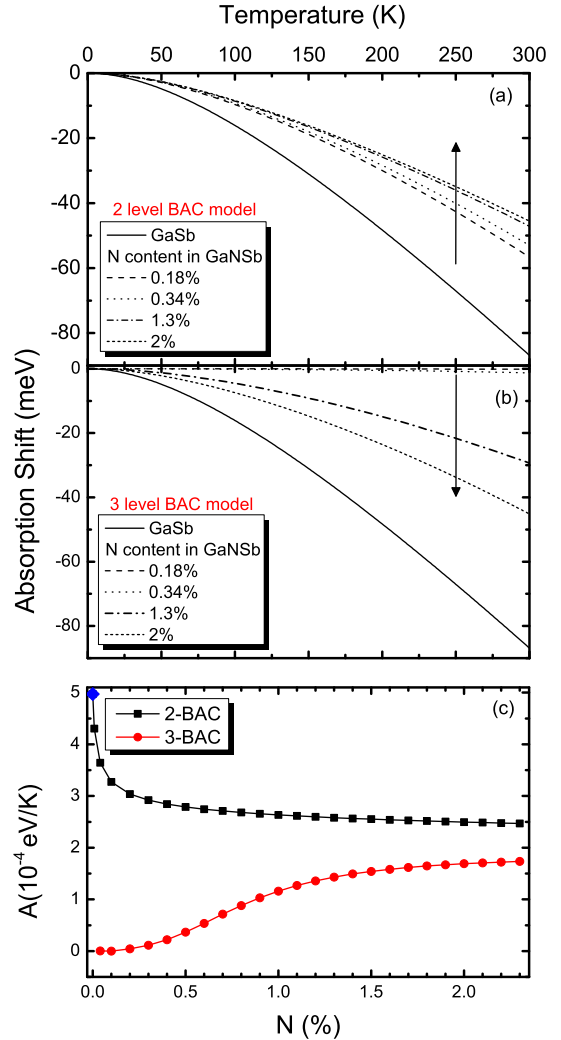 Temperature (K)
0 50 100 150 200 250 300
0
-20
-40
-60
-80
(a)
2 level BAC model
GaSb
N content in GaNSb
0.18%
0.34%
1.3%
2%
Absorption Shift (meV)
0
-20
-40
-60
-80
(b)
3 level BAC model
GaSb
N content in GaNSb
0.18%
0.34%
1.3%
2%
A(10⁻⁴ eV/K)
5
4
3
2
1
0
(c)
2-BAC
3-BAC
0.0 0.5 1.0 1.5 2.0
N (%)